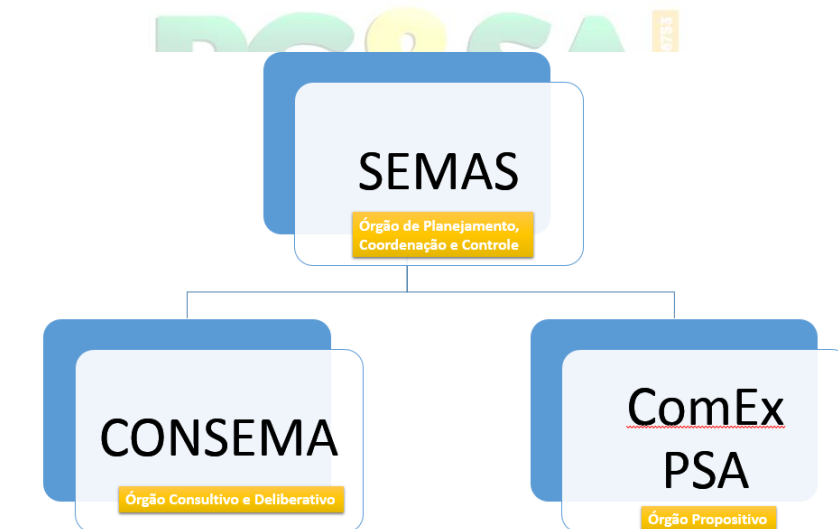 SEMAS
Órgão de Planejamento,
Coordenação e Controle
CONSEMA
Órgão Consultivo e Deliberativo
ComEx
PSA
Órgão Propositivo